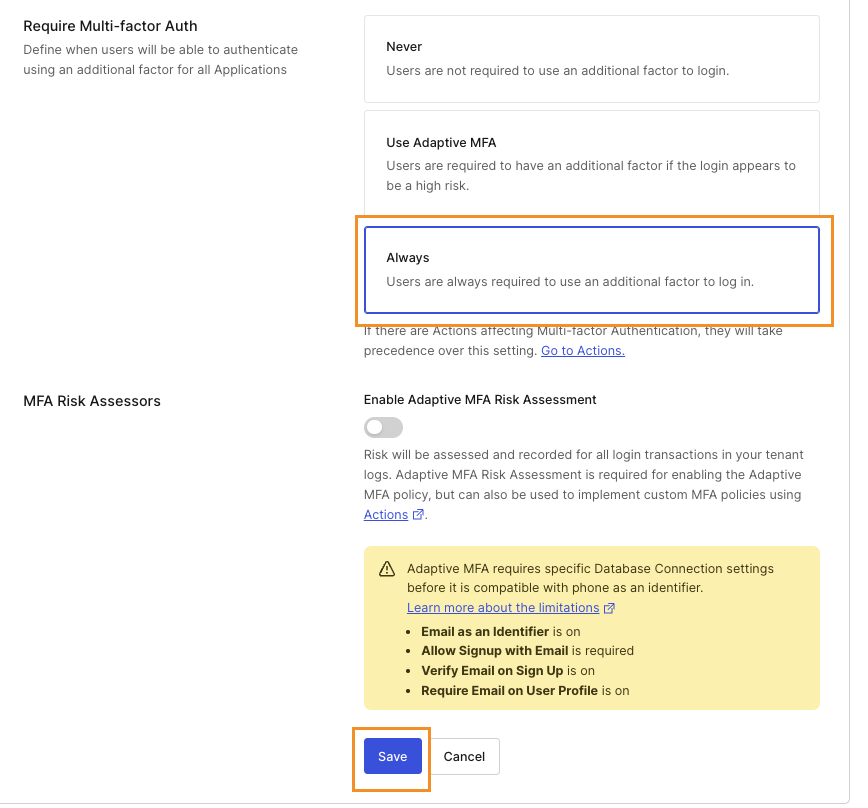 Require Multi-factor Auth
Define when users will be able to authenticate
using an additional factor for all Applications
Never
Users are not required to use an additional factor to login.
Use Adaptive MFA
Users are required to have an additional factor if the login appears to
be a high risk.
Always
Users are always required to use an additional factor to log in.
If there are Actions affecting Multi-factor Authentication, they will take
precedence over this setting. Go to Actions.
MFA Risk Assessors
Enable Adaptive MFA Risk Assessment
Risk will be assessed and recorded for all login transactions in your tenant
logs. Adaptive MFA Risk Assessment is required for enabling the Adaptive
MFA policy, but can also be used to implement custom MFA policies using
Actions.
Adaptive MFA requires specific Database Connection settings
before it is compatible with phone as an identifier.
Learn more about the limitations
• Email as an Identifier is on
• Allow Signup with Email is required
• Verify Email on Sign Up is on
• Require Email on User Profile is on
Save
Cancel